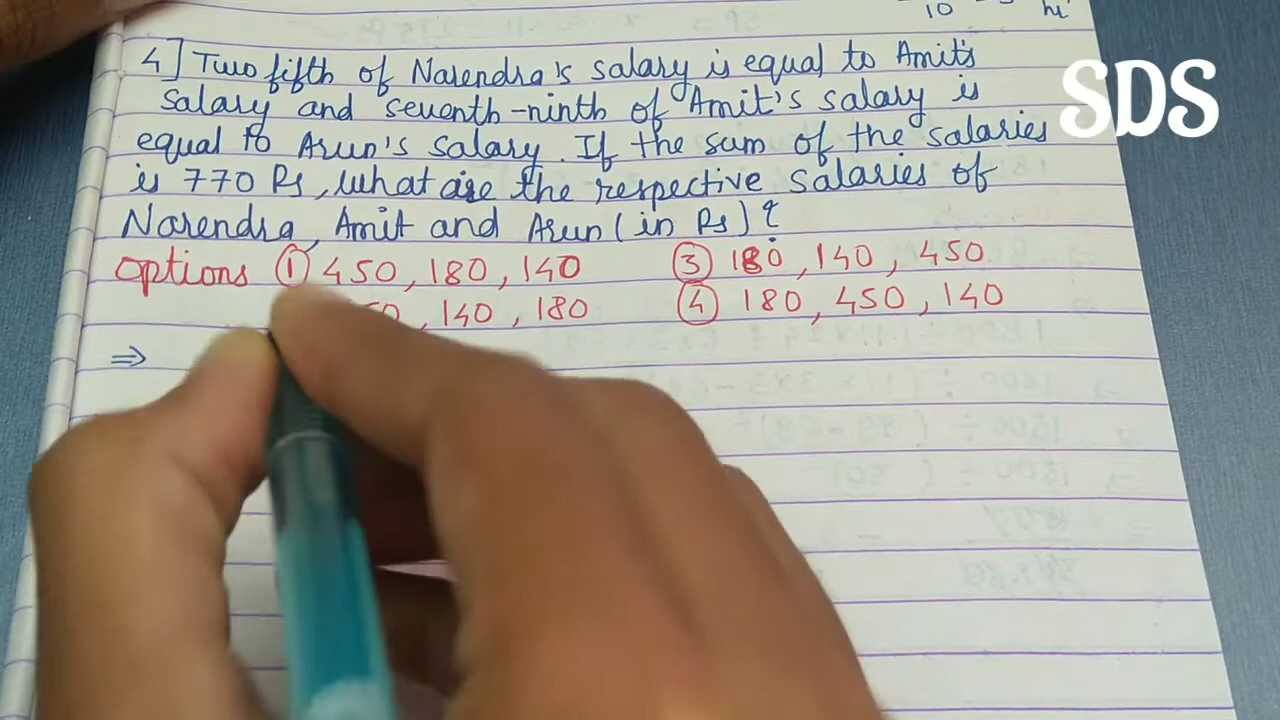 10 hr
SDS
4] Two fifth of Narendra's salary is equal to Amit's
salary and seventh-ninth of Amit's salary is
equal to Arun's salary. If the sum of the salaries
is 770 Rs, what are the respective salaries of
Narendra, Amit and Arun (in Rs) ?
options ① 450, 180, 140 ③ 180, 140, 450
, 140, 180 ④ 180, 450, 140
⇒